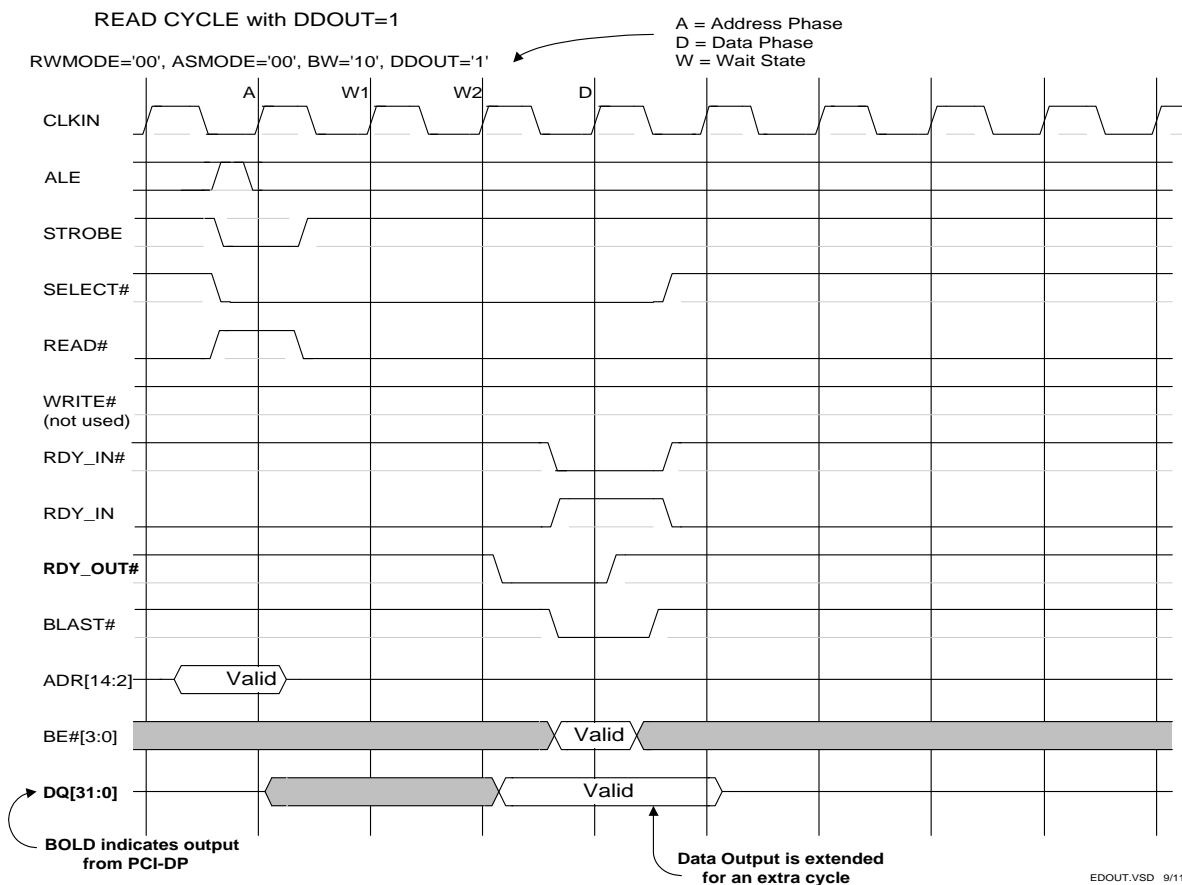 READ CYCLE with DDOUT=1
A = Address Phase
D = Data Phase
W = Wait State
RWMODE='00', ASMODE='00', BW='10', DDOUT='1'
A W1 W2 D
CLKIN
ALE
STROBE
SELECT#
READ#
WRITE#
(not used)
RDY_IN#
RDY_IN
RDY_OUT#
BLAST#
ADR[14:2] Valid
BE#[3:0] Valid
DQ[31:0] Valid
BOLD indicates output
from PCI-DP
Data Output is extended
for an extra cycle
EDOUT.VSD 9/11